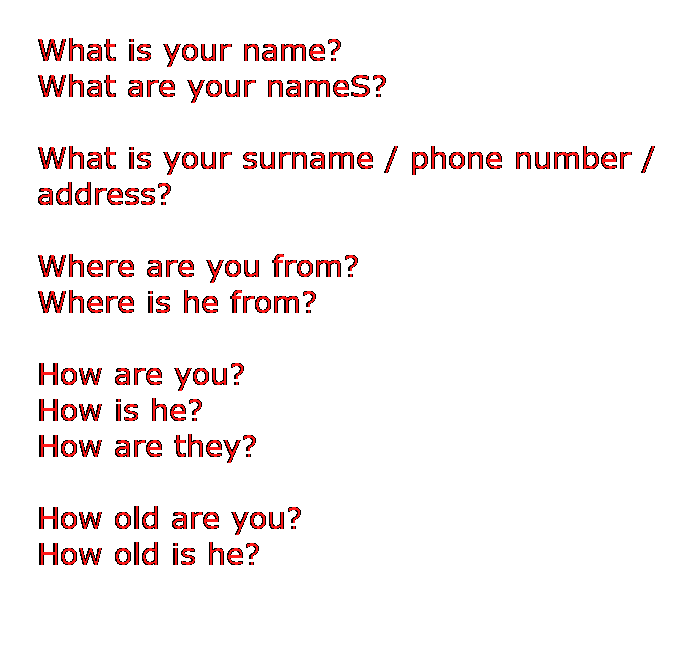 What is your name?
What are your nameS?
What is your surname / phone number /
address?
Where are you from?
Where is he from?
How are you?
How is he?
How are they?
How old are you?
How old is he?